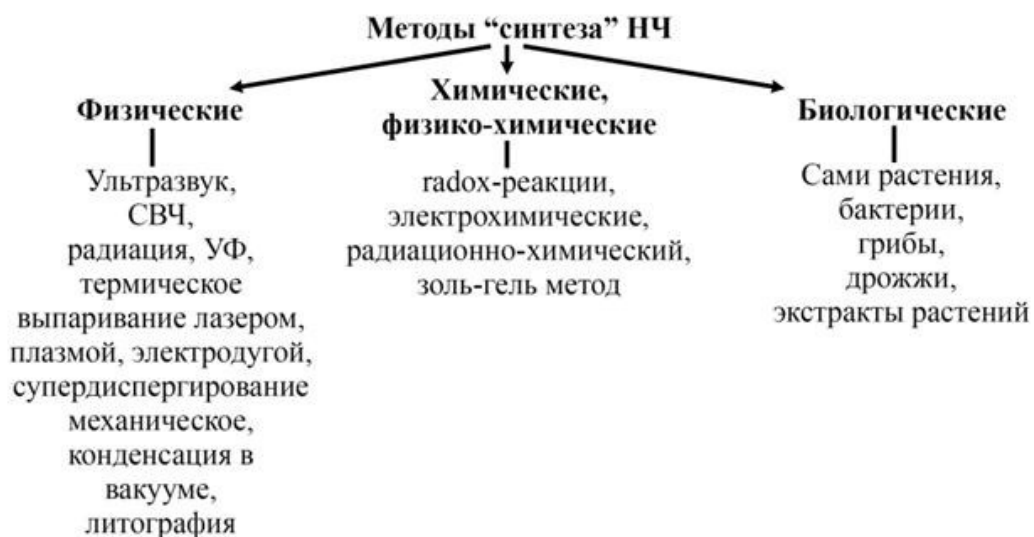 Методы “синтеза” НЧ
Физические
Ультразвук,
СВЧ,
радиация, УФ,
термическое
выпаривание лазером,
плазмой, электродугой,
супердиспергирование
механическое,
конденсация в
вакууме,
литография
Химические,
физико-химические
radox-реакции,
электрохимические,
радиационно-химический,
золь-гель метод
Биологические
Сами растения,
бактерии,
грибы,
дрожжи,
экстракты растений